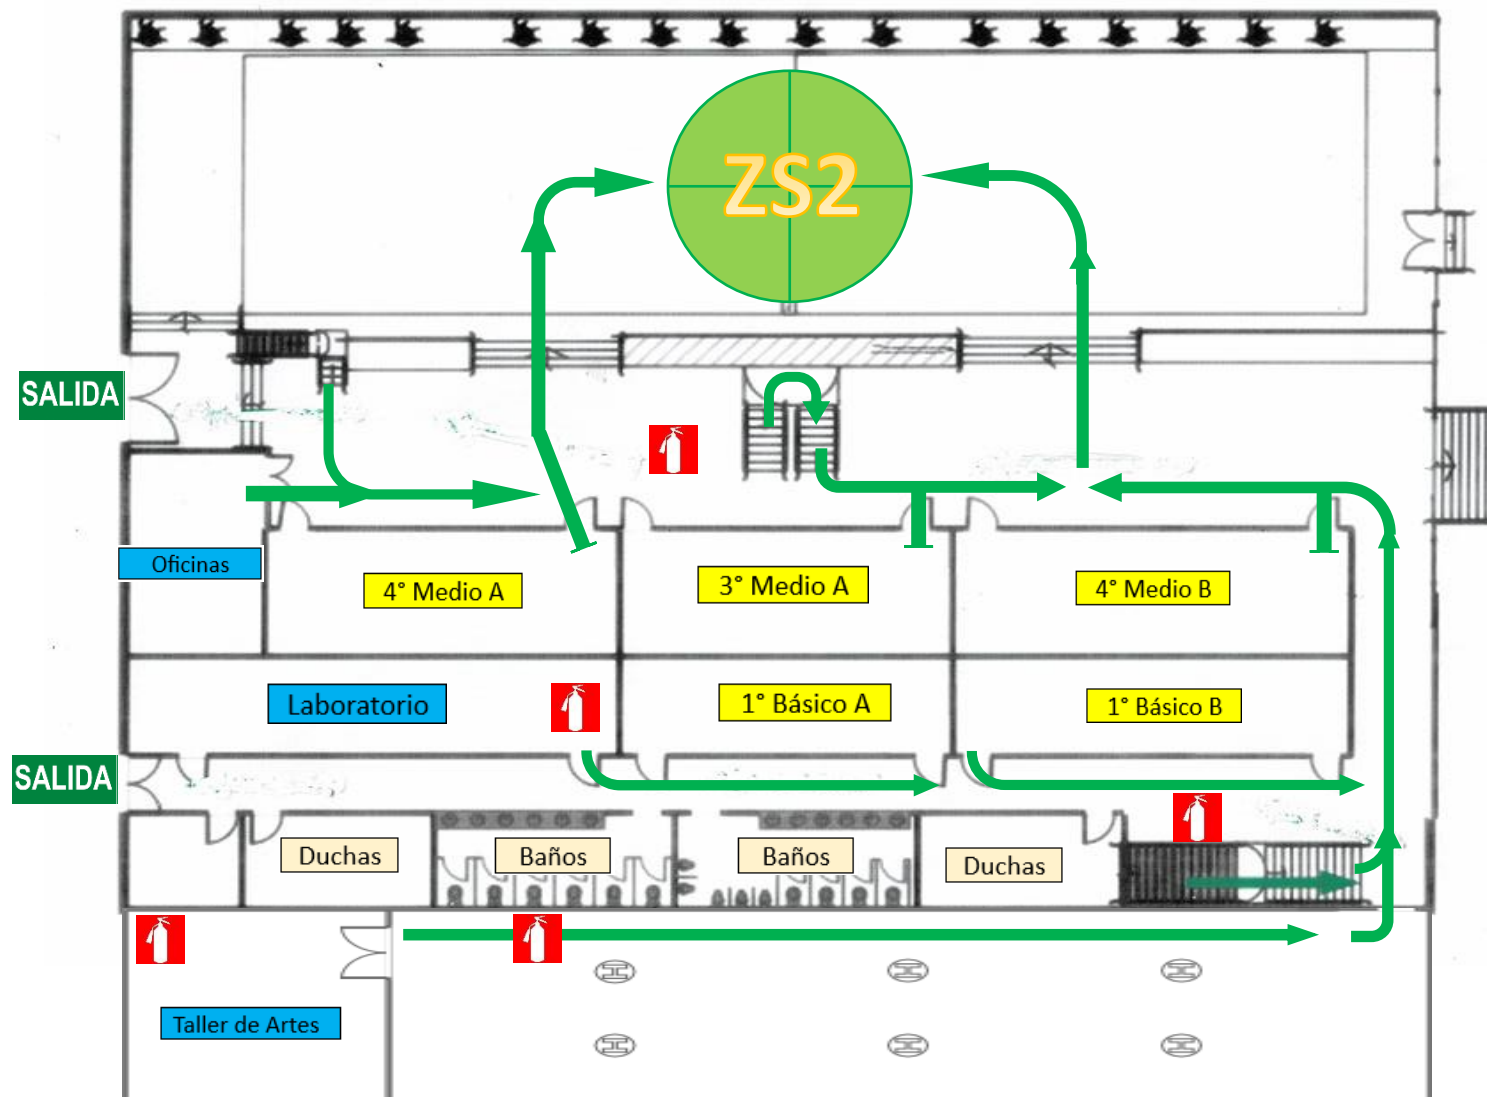 ZS2
SALIDA
Oficinas
4° Medio A
3° Medio A
4° Medio B
Laboratorio
1° Básico A
1° Básico B
SALIDA
Duchas
Baños
Baños
Duchas
Taller de Artes